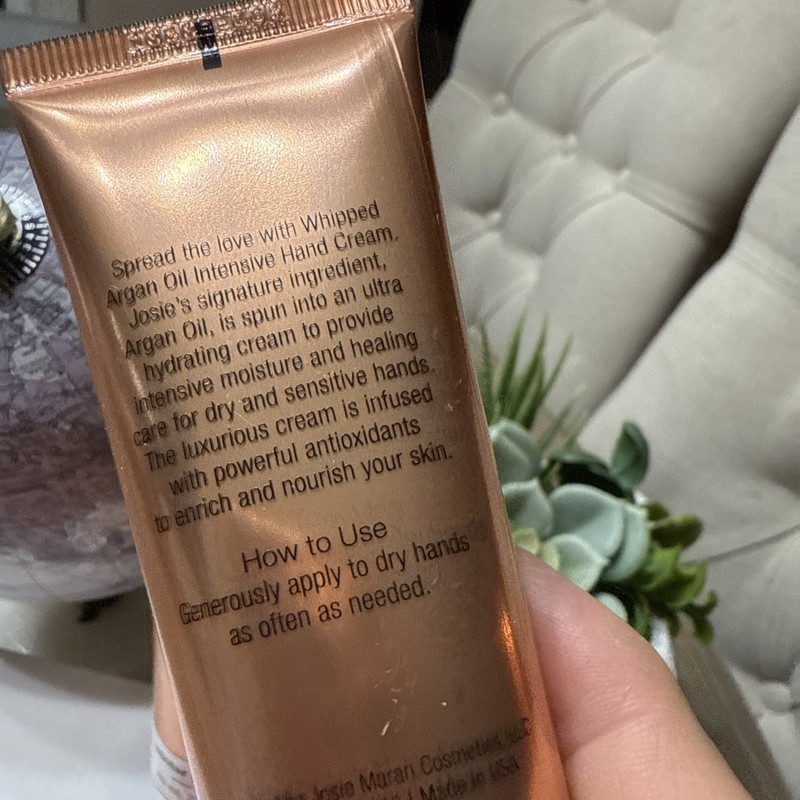 Spread the love with Whipped
Argan Oil Intensive Hand Cream.
Josie's signature ingredient,
Argan Oil, is spun into an ultra
hydrating cream to provide
intensive moisture and healing
care for dry and sensitive hands.
The luxurious cream is infused
with powerful antioxidants
to enrich and nourish your skin.
How to Use
Generously apply to dry hands
as often as needed.
Josie Maran Cosmetics, LLC
| Made in USA